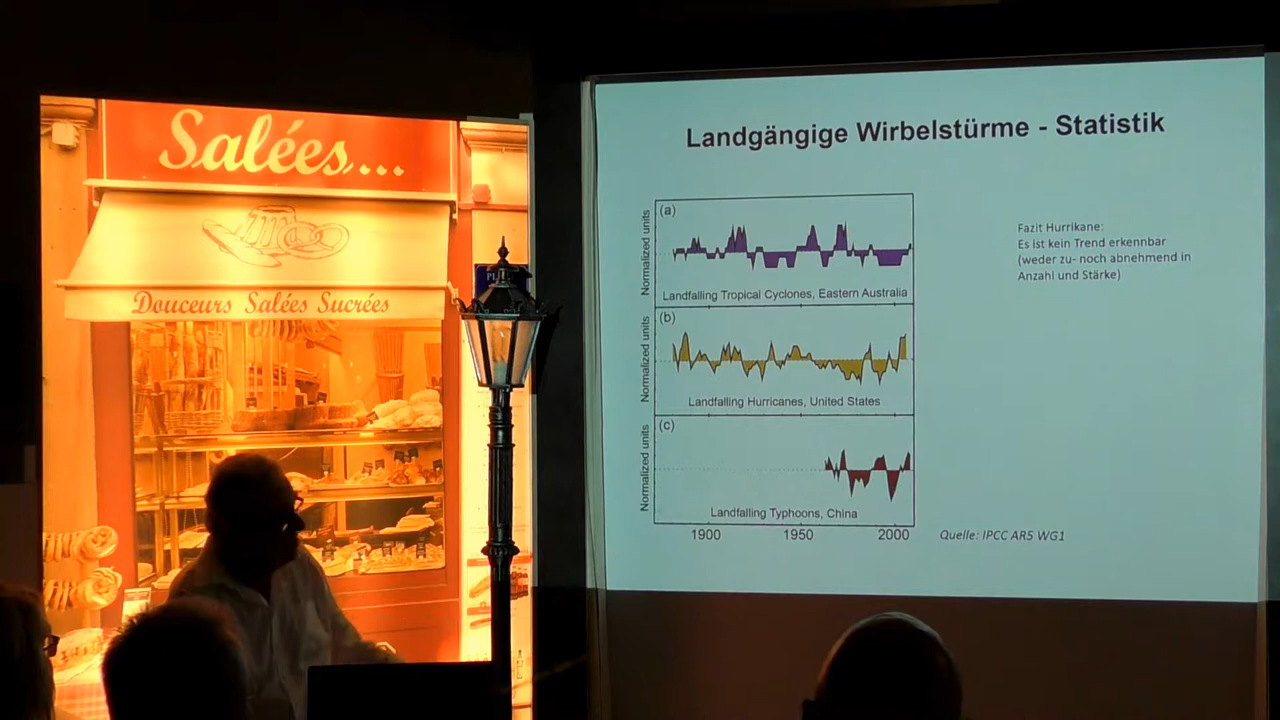 Salées...
Douceurs Salées Sucrées
Landgängige Wirbelstürme - Statistik
(a)
Normalized units
Landfalling Tropical Cyclones, Eastern Australia
(b)
Normalized units
Landfalling Hurricanes, United States
(c)
Normalized units
Landfalling Typhoons, China
1900 1950 2000
Fazit Hurrikane:
Es ist kein Trend erkennbar
(weder zu- noch abnehmend in
Anzahl und Stärke)
Quelle: IPCC AR5 WG1